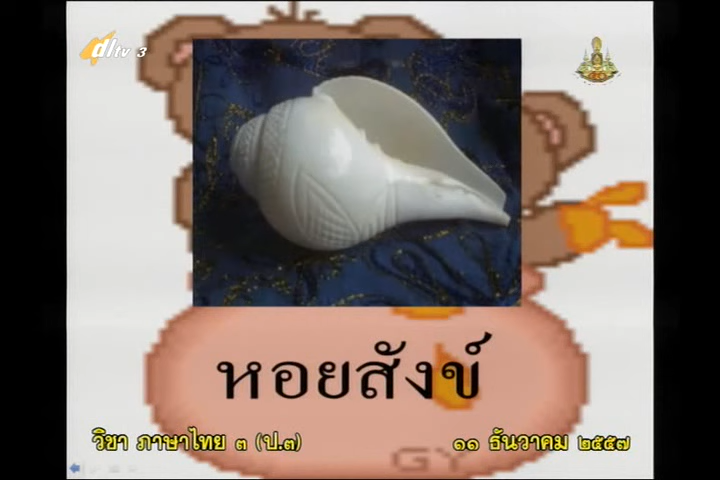 dltv 3
หอยสังข์
วิชา ภาษาไทย ๓ (ป.๓)
๑๑ ธันวาคม ๒๕๕๗
GY